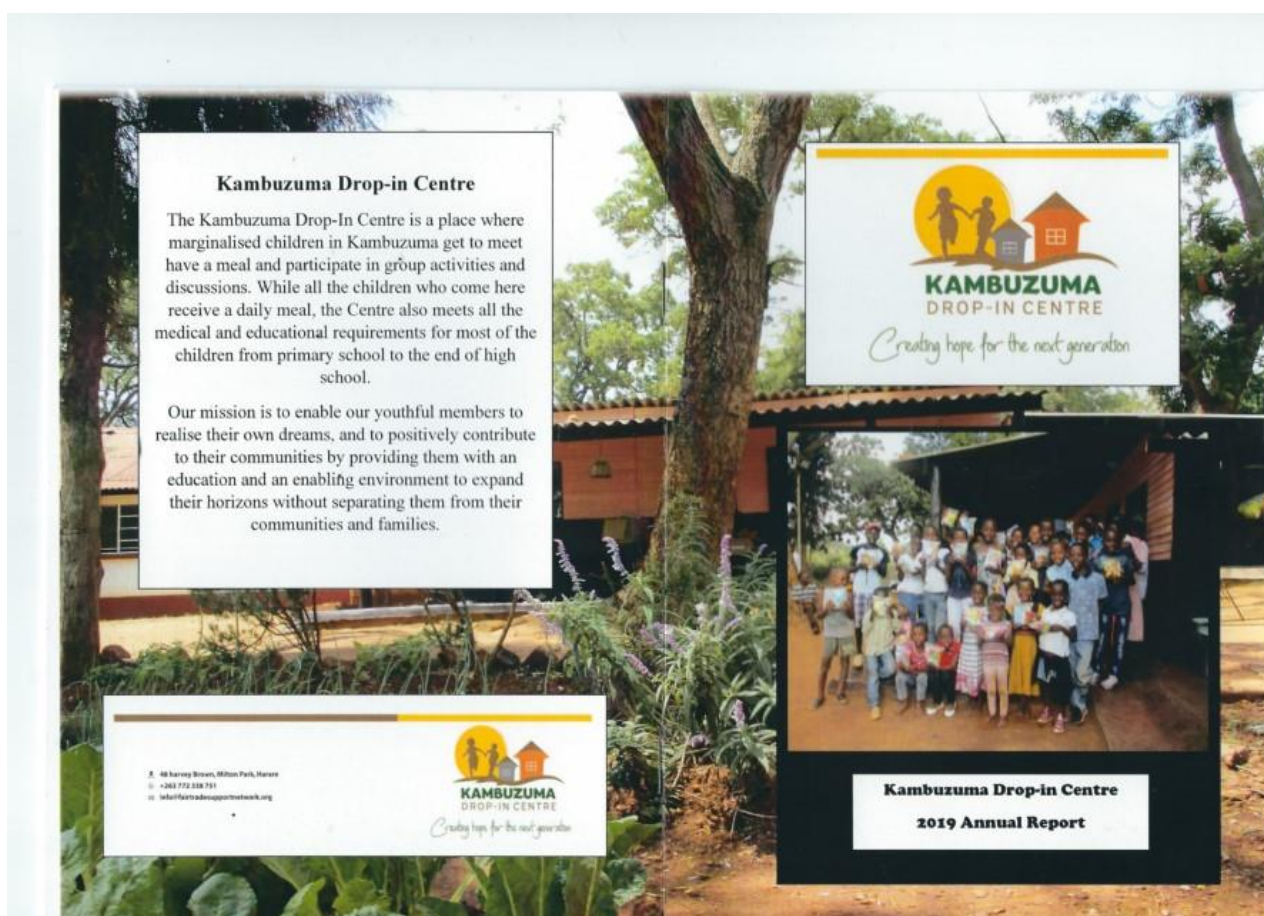 Kambuzuma Drop-in Centre
The Kambuzuma Drop-In Centre is a place where
marginalised children in Kambuzuma get to meet
have a meal and participate in group activities and
discussions. While all the children who come here
receive a daily meal, the Centre also meets all the
medical and educational requirements for most of the
children from primary school to the end of high
school.
Our mission is to enable our youthful members to
realise their own dreams, and to positively contribute
to their communities by providing them with an
education and an enabling environment to expand
their horizons without separating them from their
communities and families.
48 harvey Brown, Milton Park, Harare
+263 772 338 751
info@fairtradesupportnetwork.org
KAMBUZUMA
DROP-IN CENTRE
Creating hope for the next generation
KAMBUZUMA
DROP-IN CENTRE
Creating hope for the next generation
Kambuzuma Drop-in Centre
2019 Annual Report